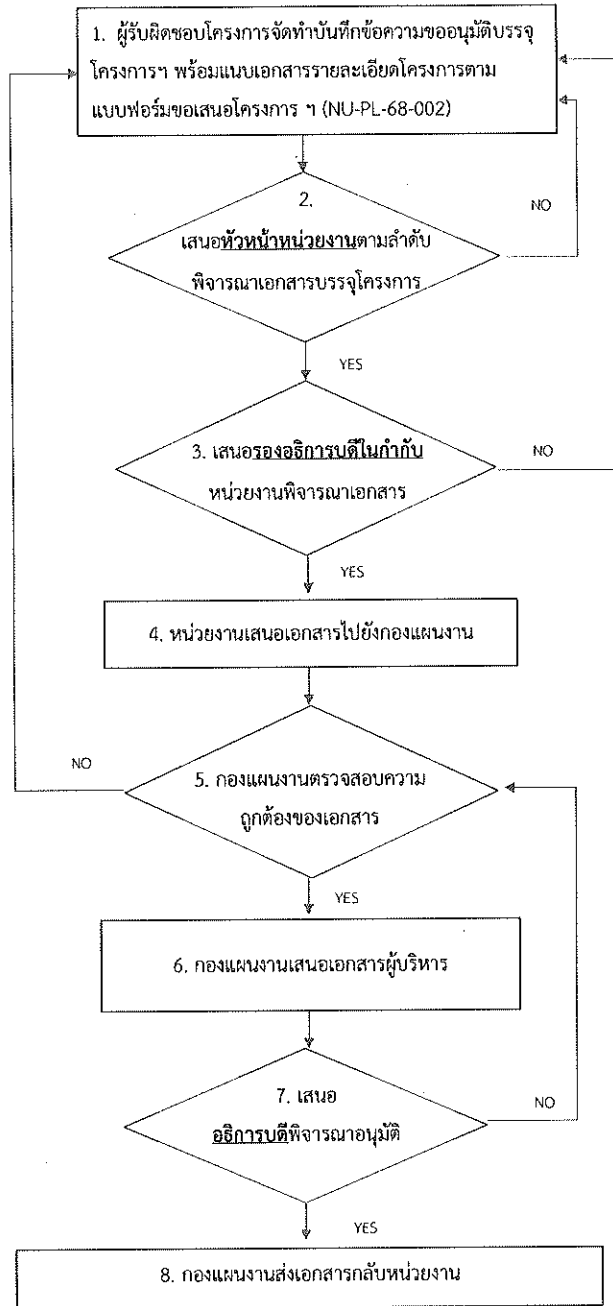 1. ผู้รับผิดชอบโครงการจัดทำบันทึกข้อความขออนุมัติบรรจุ
โครงการฯ พร้อมแนบเอกสารรายละเอียดโครงการตาม
แบบฟอร์มขอเสนอโครงการ ฯ (NU-PL-68-002)
2.
NO
เสนอหัวหน้าหน่วยงานตามลำดับ
พิจารณาเอกสารบรรจุโครงการ
YES
3. เสนอรองอธิการบดีในกำกับ
NO
หน่วยงานพิจารณาเอกสาร
YES
4. หน่วยงานเสนอเอกสารไปยังกองแผนงาน
NO
5. กองแผนงานตรวจสอบความ
ถูกต้องของเอกสาร
YES
6. กองแผนงานเสนอเอกสารผู้บริหาร
7. เสนอ
NO
อธิการบดีพิจารณาอนุมัติ
YES
8. กองแผนงานส่งเอกสารกลับหน่วยงาน